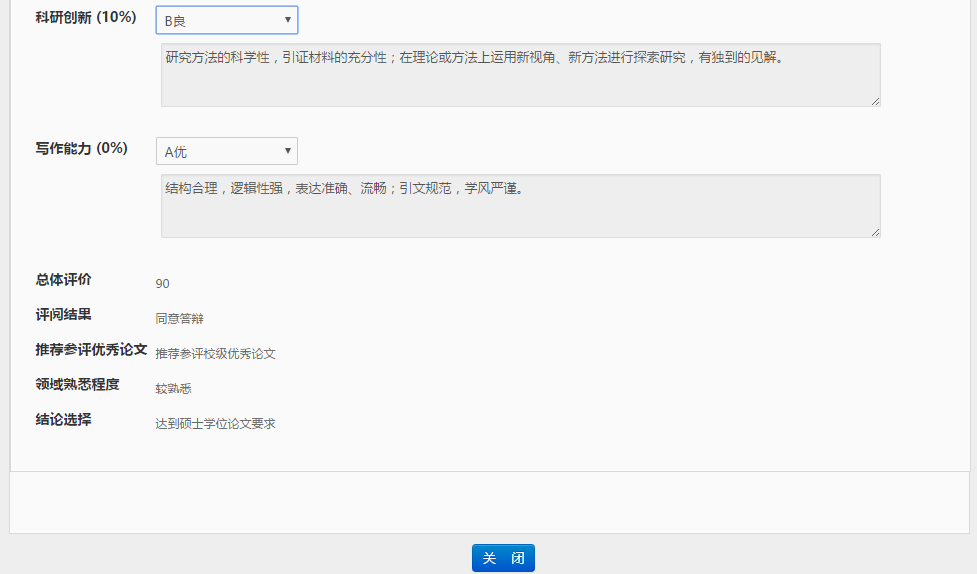 科研创新 (10%) B良
研究方法的科学性，引证材料的充分性；在理论或方法上运用新视角、新方法进行探索研究，有独到的见解。
写作能力 (0%) A优
结构合理，逻辑性强，表达准确、流畅；引文规范，学风严谨。
总体评价 90
评阅结果 同意答辩
推荐参评优秀论文 推荐参评校级优秀论文
领域熟悉程度 较熟悉
结论选择 达到硕士学位论文要求
关 闭